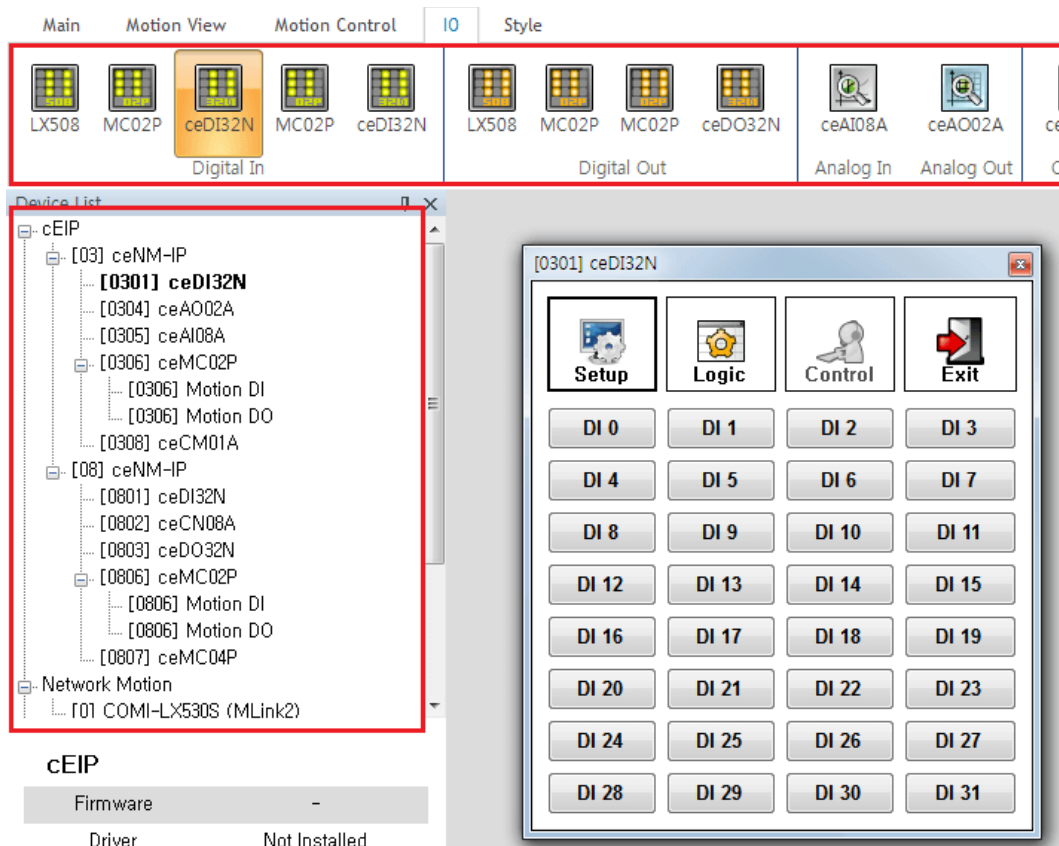 Main Motion View Motion Control IO Style
LX508 MC02P ceDI32N MC02P ceDI32N LX508 MC02P MC02P ceDO32N ceAI08A ceAO02A
Digital In Digital Out Analog In Analog Out
Device List
cEIP
[03] ceNM-IP
[0301] ceDI32N
[0304] ceAO02A
[0305] ceAI08A
[0306] ceMC02P
[0306] Motion DI
[0306] Motion DO
[0308] ceCM01A
[08] ceNM-IP
[0801] ceDI32N
[0802] ceCN08A
[0803] ceDO32N
[0806] ceMC02P
[0806] Motion DI
[0806] Motion DO
[0807] ceMC04P
Network Motion
[0] COMI-LX530S (MLink2)
cEIP
Firmware -
Driver Not Installed
[0301] ceDI32N
Setup Logic Control Exit
DI 0 DI 1 DI 2 DI 3
DI 4 DI 5 DI 6 DI 7
DI 8 DI 9 DI 10 DI 11
DI 12 DI 13 DI 14 DI 15
DI 16 DI 17 DI 18 DI 19
DI 20 DI 21 DI 22 DI 23
DI 24 DI 25 DI 26 DI 27
DI 28 DI 29 DI 30 DI 31